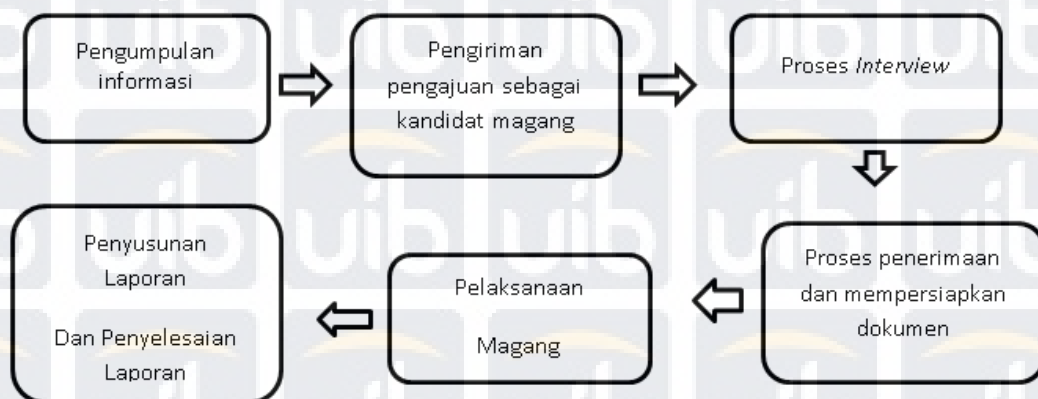 Pengumpulan
informasi
Pengiriman
pengajuan sebagai
kandidat magang
Proses Interview
Proses penerimaan
dan mempersiapkan
dokumen
Pelaksanaan
Magang
Penyusunan
Laporan
Dan Penyelesaian
Laporan